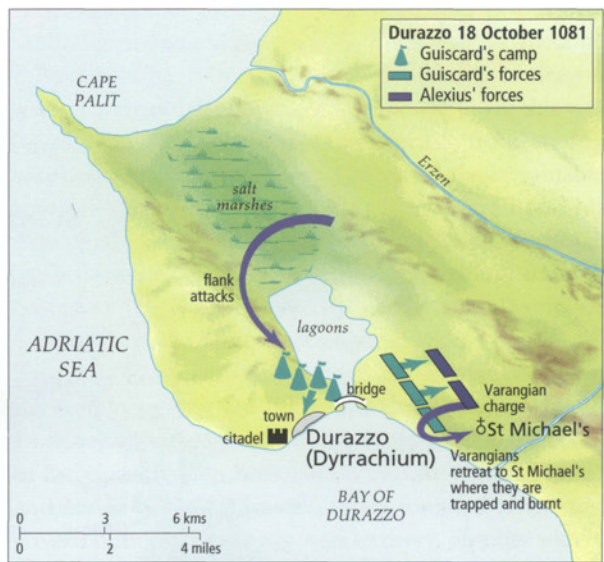 Durazzo 18 October 1081
Guiscard's camp
Guiscard's forces
Alexius' forces
CAPE
PALIT
Erzen
salt
marshes
flank
attacks
lagoons
ADRIATIC
SEA
bridge
Varangian
charge
town
citadel
St Michael's
Durazzo
(Dyrrachium)
Varangians
retreat to St Michael's
where they are
trapped and burnt
BAY OF
DURAZZO
0 3 6 kms
0 2 4 miles